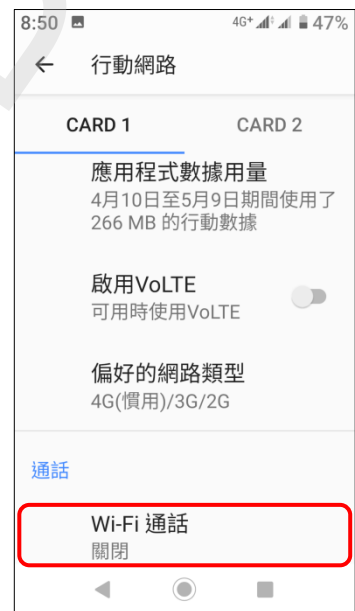 8:50 4G+ 47%
行動網路
CARD 1 CARD 2
應用程式數據用量
4月10日至5月9日期間使用了
266 MB 的行動數據
啟用VoLTE
可用時使用VoLTE
偏好的網路類型
4G(慣用)/3G/2G
通話
Wi-Fi 通話
關閉